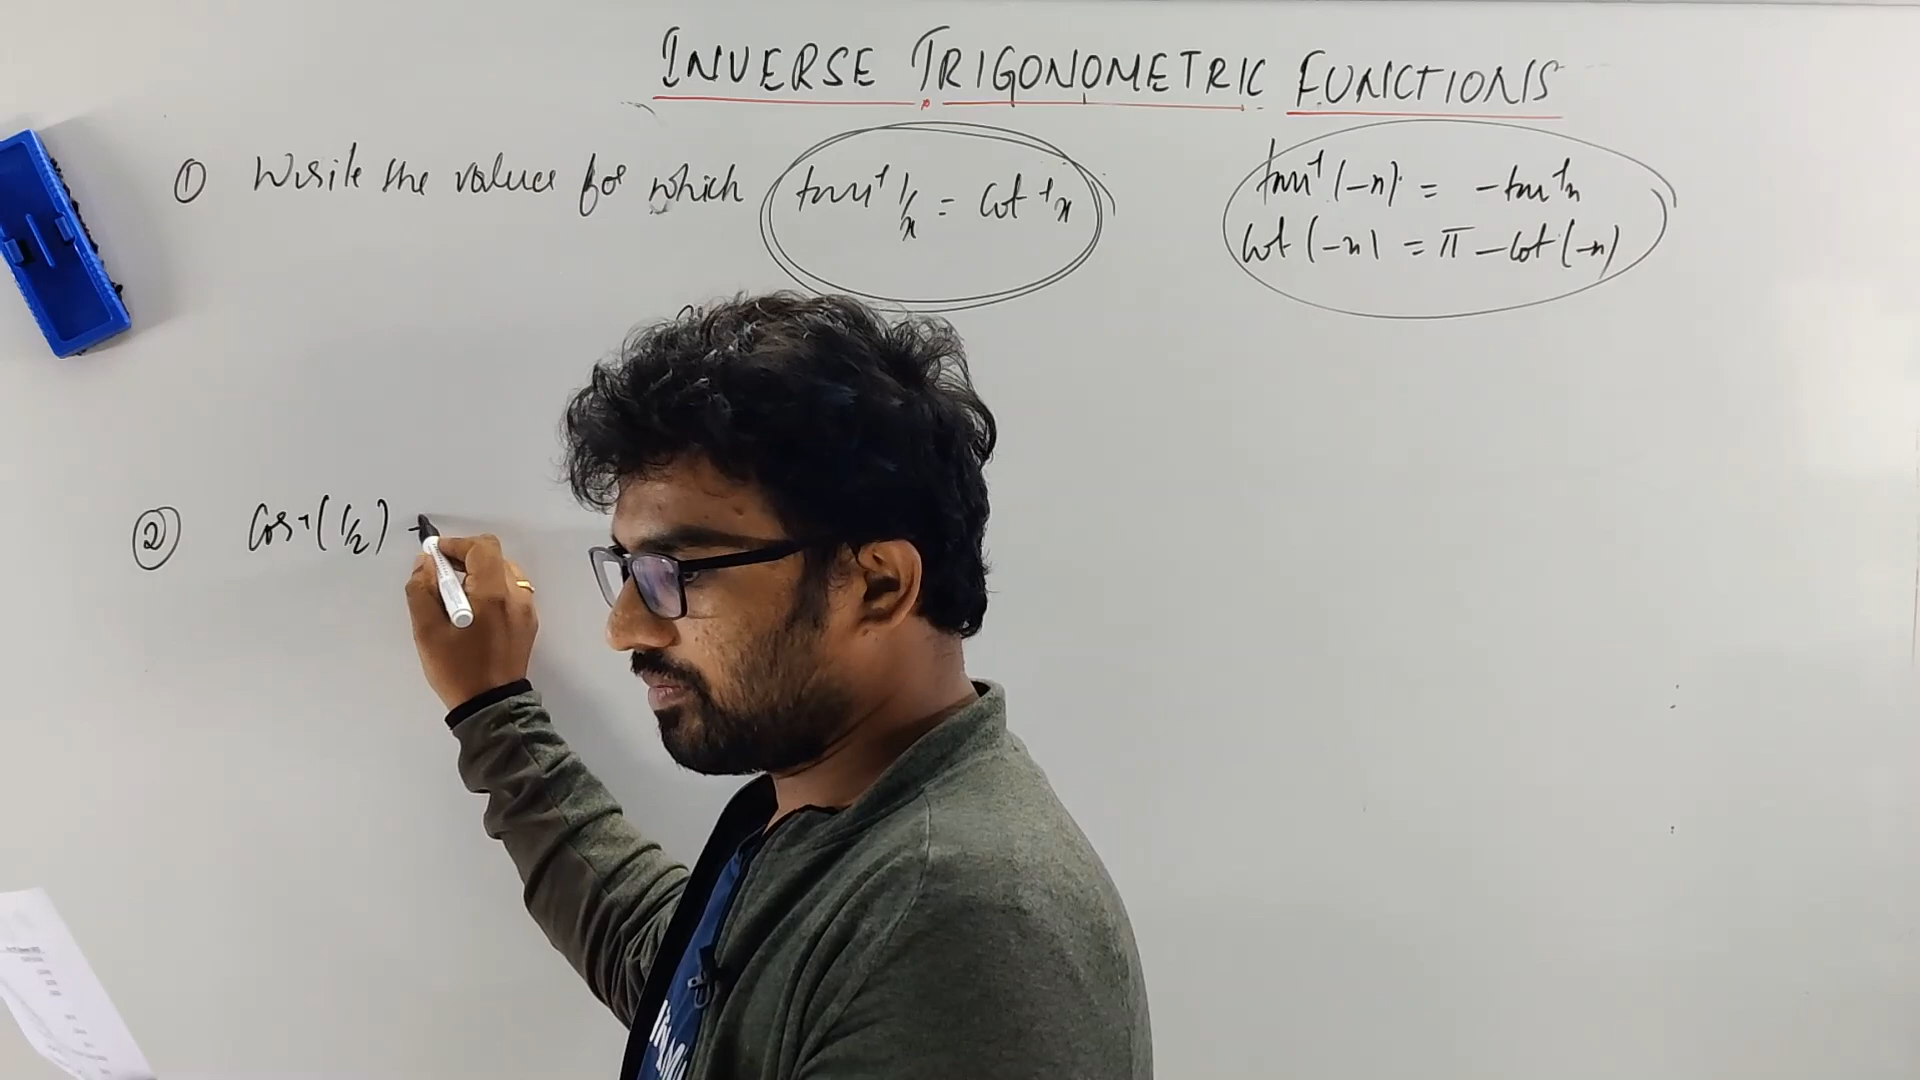 INVERSE TRIGONOMETRIC FUNCTIONS
① Write the values for which tan⁻¹ 1/x = cot⁻¹x
tan⁻¹(-x) = -tan⁻¹x
cot(-x) = π - cot(-x)
② Cos⁻¹(1/2) +